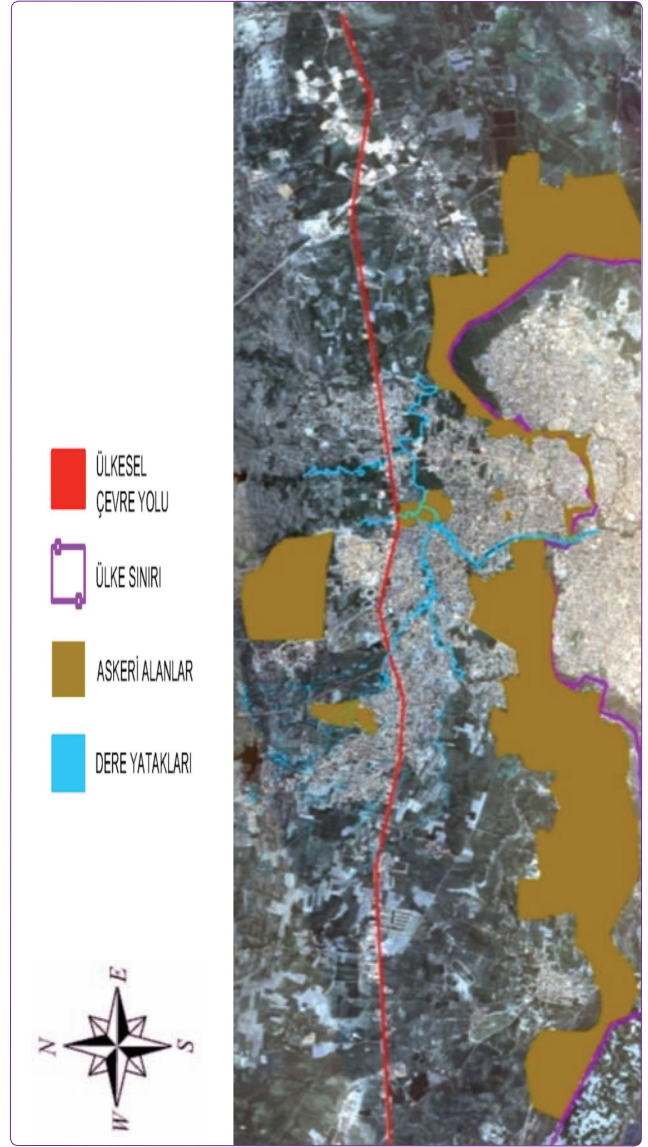 ÜLKESEL
ÇEVRE YOLU
ÜLKE SINIRI
ASKERİ ALANLAR
DERE YATAKLARI
N
E
W
S